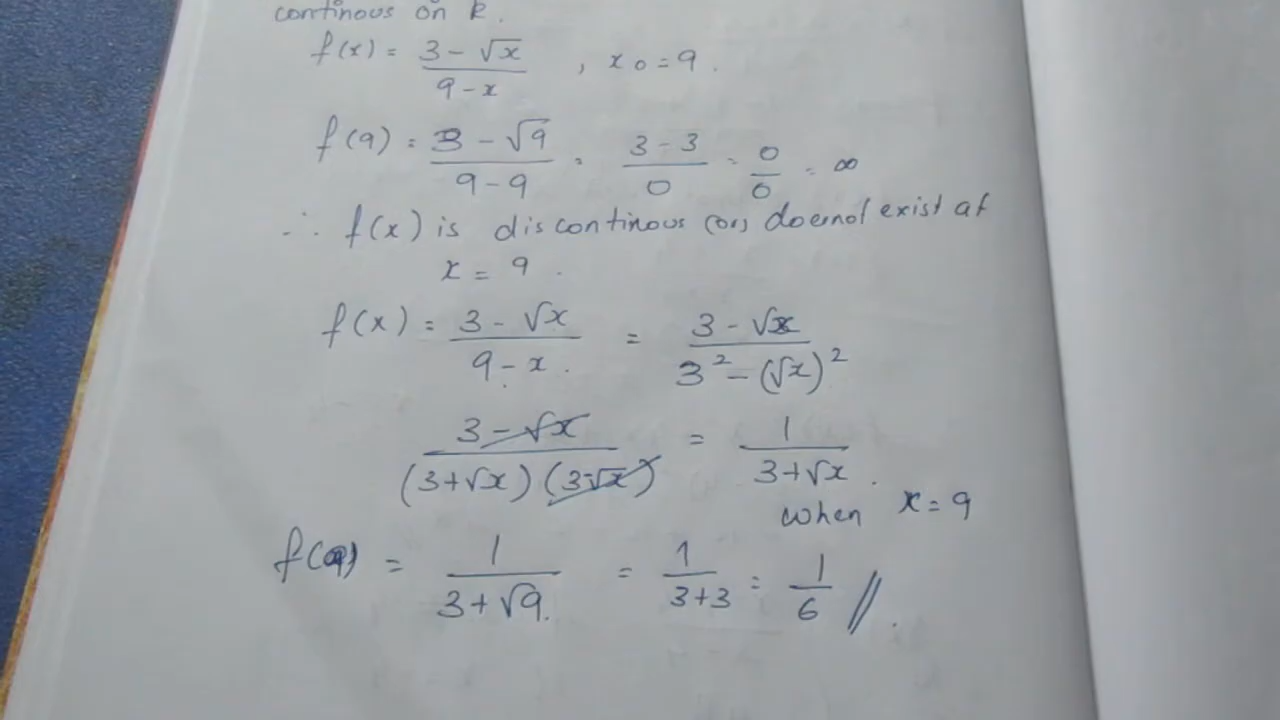 continous on R.
f(x) = 3 - √x / 9 - x , x0 = 9.
f(9) = 3 - √9 / 9 - 9 = 3 - 3 / 0 = 0 / 0 = ∞
∴ f(x) is discontinous (or) doesnol exist at
x = 9.
f(x) = 3 - √x / 9 - x. = 3 - √x / 3² - (√x)²
3 - √x / (3+√x) (3-√x) = 1 / 3+√x.
when x = 9
f(9) = 1 / 3+√9. = 1 / 3+3 = 1 / 6 //.